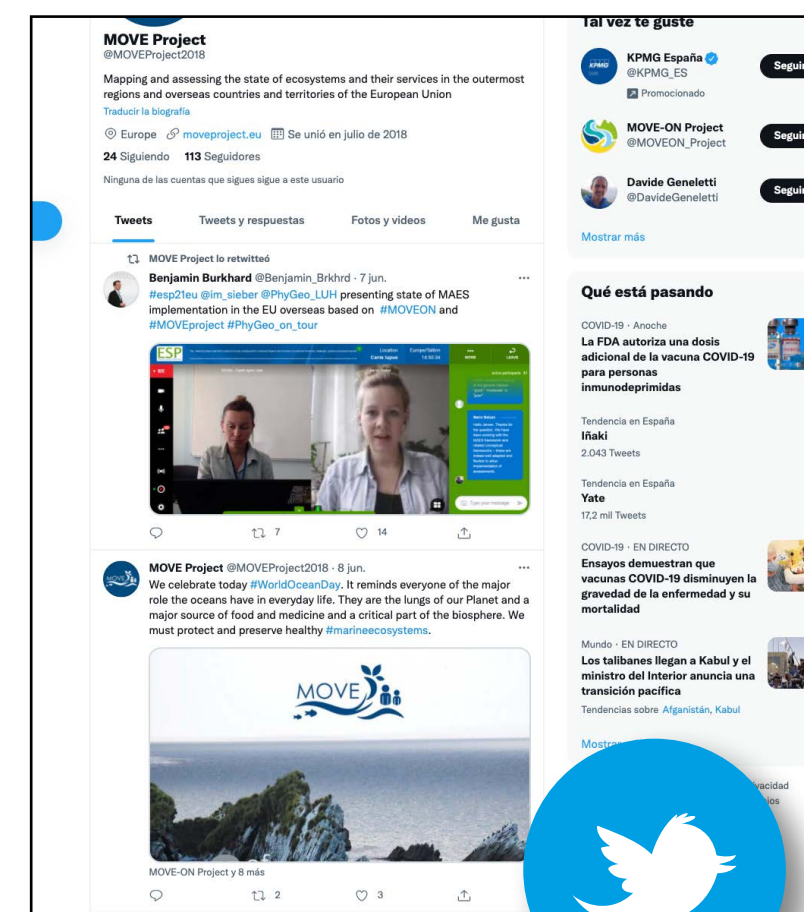 MOVE Project
@MOVEProject2018
Mapping and assessing the state of ecosystems and their services in the outermost
regions and overseas countries and territories of the European Union
Traducir la biografía
Europe moveproject.eu Se unió en julio de 2018
24 Siguiendo 113 Seguidores
Ninguna de las cuentas que sigues sigue a este usuario
Tweets Tweets y respuestas Fotos y videos Me gusta
MOVE Project lo retwitteó
Benjamin Burkhard @Benjamin_Brkhrd · 7 jun.
#esp21eu @im_sieber @PhyGeo_LUH presenting state of MAES
implementation in the EU overseas based on #MOVEON and
#MOVEproject #PhyGeo_on_tour
ESP
Location
Europe/Tallinn
14:50:34
MORE
LEAVE
Type your message
7 14
MOVE Project @MOVEProject2018 · 8 jun.
We celebrate today #WorldOceanDay. It reminds everyone of the major
role the oceans have in everyday life. They are the lungs of our Planet and a
major source of food and medicine and a critical part of the biosphere. We
must protect and preserve healthy #marineecosystems.
MOVE
MOVE-ON Project y 8 más
2 3
Tal vez te guste
KPMG
KPMG España
@KPMG_ES
Promocionado
Seguir
MOVE-ON Project
@MOVEON_Project
Seguir
Davide Geneletti
@DavideGeneletti
Seguir
Mostrar más
Qué está pasando
COVID-19 · Anoche
La FDA autoriza una dosis
adicional de la vacuna COVID-19
para personas
inmunodeprimidas
Tendencia en España
Iñaki
2.043 Tweets
Tendencia en España
Yate
17,2 mil Tweets
COVID-19 · EN DIRECTO
Ensayos demuestran que
vacunas COVID-19 disminuyen la
gravedad de la enfermedad y su
mortalidad
Mundo · EN DIRECTO
Los talibanes llegan a Kabul y el
ministro del Interior anuncia una
transición pacífica
Tendencias sobre Afganistán, Kabul